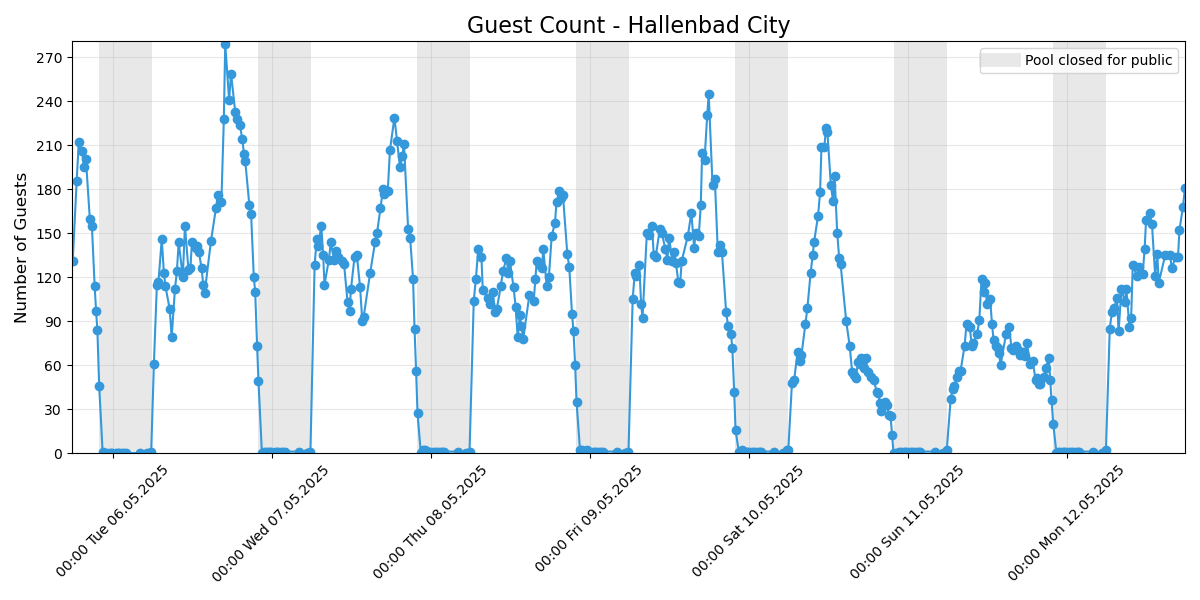 Guest Count - Hallenbad City
Pool closed for public
Number of Guests
270
240
210
180
150
120
90
60
30
0
00:00 Tue 06.05.2025
00:00 Wed 07.05.2025
00:00 Thu 08.05.2025
00:00 Fri 09.05.2025
00:00 Sat 10.05.2025
00:00 Sun 11.05.2025
00:00 Mon 12.05.2025